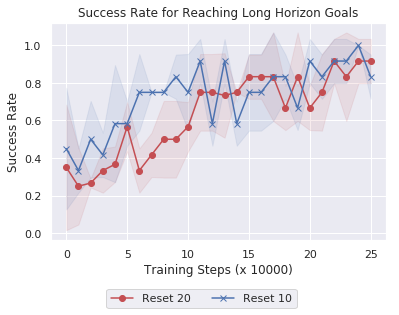 Success Rate for Reaching Long Horizon Goals
Success Rate
1.0
0.8
0.6
0.4
0.2
0.0
0 5 10 15 20 25
Training Steps (x 10000)
Reset 20 Reset 10